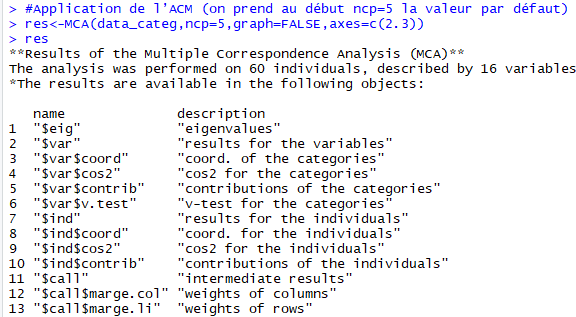 > #Application de l'ACM (on prend au début ncp=5 la valeur par défaut)
> res<-MCA(data_categ,ncp=5,graph=FALSE,axes=c(2.3))
> res
**Results of the Multiple Correspondence Analysis (MCA)**
The analysis was performed on 60 individuals, described by 16 variables
*The results are available in the following objects:
name description
1 "$eig" "eigenvalues"
2 "$var" "results for the variables"
3 "$var$coord" "coord. of the categories"
4 "$var$cos2" "cos2 for the categories"
5 "$var$contrib" "contributions of the categories"
6 "$var$v.test" "v-test for the categories"
7 "$ind" "results for the individuals"
8 "$ind$coord" "coord. for the individuals"
9 "$ind$cos2" "cos2 for the individuals"
10 "$ind$contrib" "contributions of the individuals"
11 "$call" "intermediate results"
12 "$call$marge.col" "weights of columns"
13 "$call$marge.li" "weights of rows"